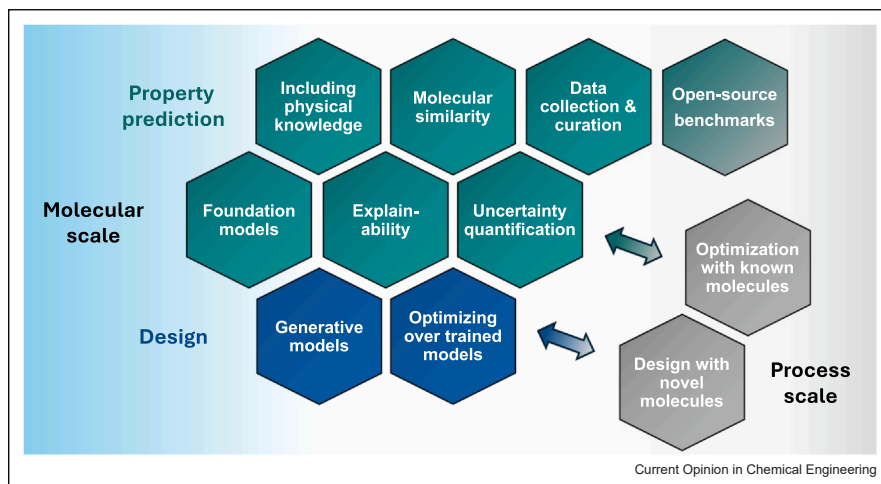 Property
prediction
Including
physical
knowledge
Molecular
similarity
Data
collection &
curation
Open-source
benchmarks
Molecular
scale
Foundation
models
Explain-
ability
Uncertainty
quantification
Optimization
with known
molecules
Design
Generative
models
Optimizing
over trained
models
Design with
novel
molecules
Process
scale
Current Opinion in Chemical Engineering